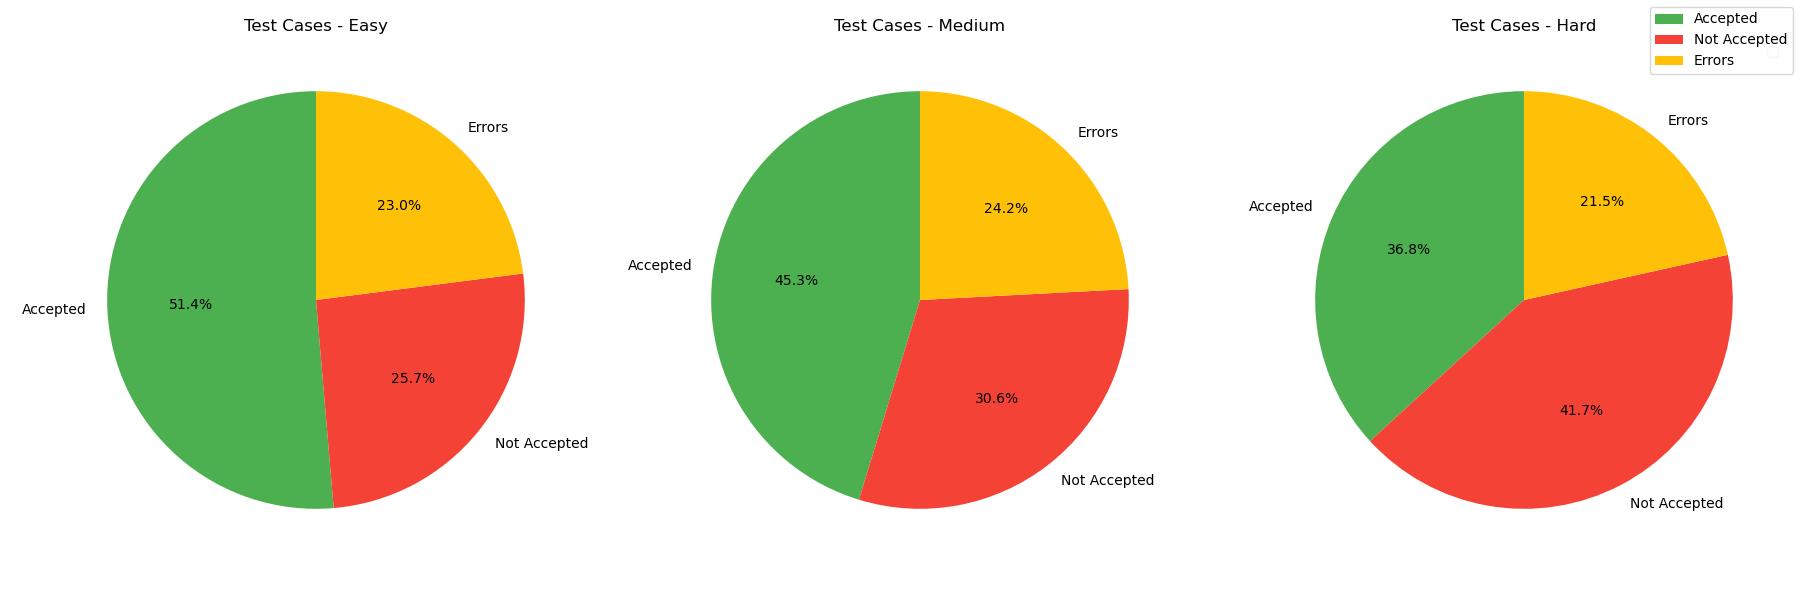 Test Cases - Easy
Errors
23.0%
Accepted
51.4%
25.7%
Not Accepted
Test Cases - Medium
Errors
24.2%
Accepted
45.3%
30.6%
Not Accepted
Test Cases - Hard
Accepted
Not Accepted
Errors
Errors
21.5%
Accepted
36.8%
41.7%
Not Accepted